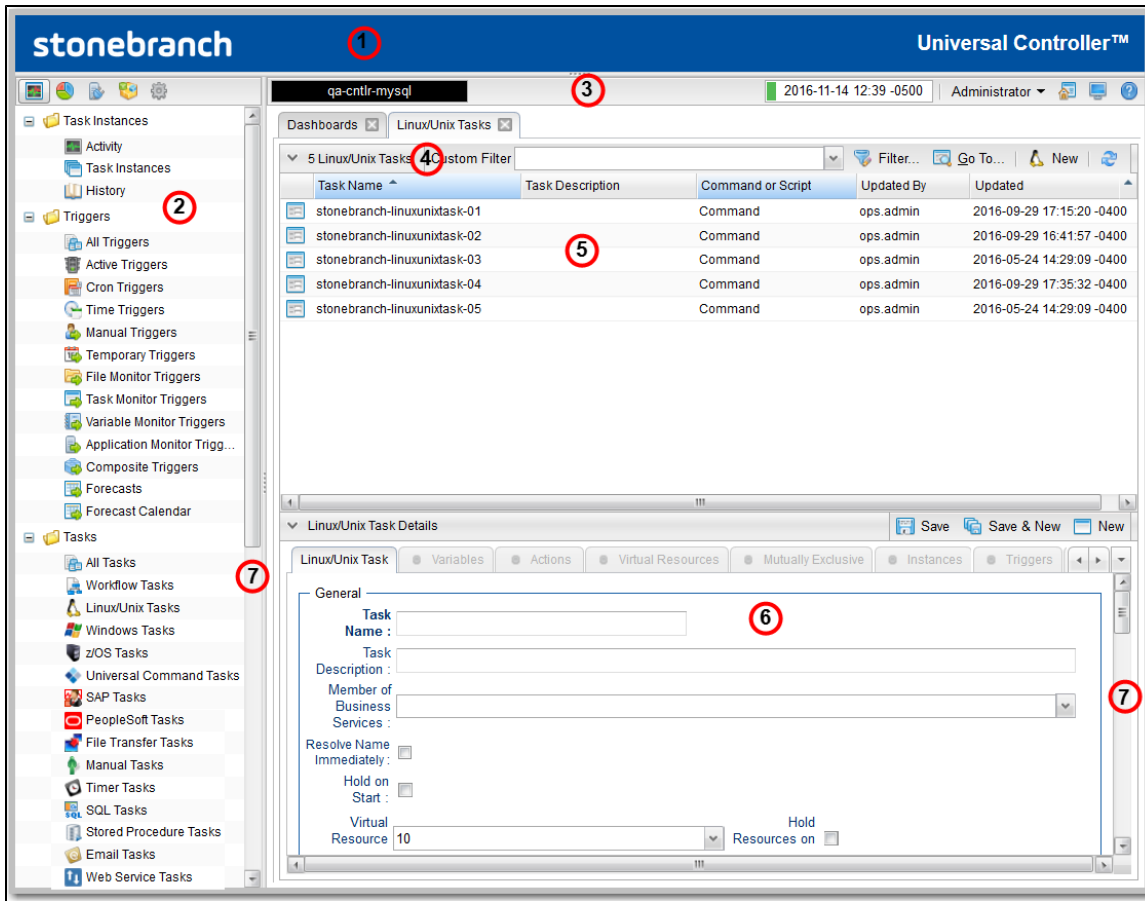 stonebranch
1
Universal Controller™
qa-cntlr-mysql
3
2016-11-14 12:39 -0500
Administrator
Task Instances
Activity
Task Instances
History
2
Triggers
All Triggers
Active Triggers
Cron Triggers
Time Triggers
Manual Triggers
Temporary Triggers
File Monitor Triggers
Task Monitor Triggers
Variable Monitor Triggers
Application Monitor Trigg...
Composite Triggers
Forecasts
Forecast Calendar
Tasks
All Tasks
7
Workflow Tasks
Linux/Unix Tasks
Windows Tasks
z/OS Tasks
Universal Command Tasks
SAP Tasks
PeopleSoft Tasks
File Transfer Tasks
Manual Tasks
Timer Tasks
SQL Tasks
Stored Procedure Tasks
Email Tasks
Web Service Tasks
Dashboards Linux/Unix Tasks
5 Linux/Unix Tasks 4 Custom Filter Filter... Go To... New
Task Name Task Description Command or Script Updated By Updated
stonebranch-linuxunixtask-01 Command ops.admin 2016-09-29 17:15:20 -0400
stonebranch-linuxunixtask-02 Command ops.admin 2016-09-29 16:41:57 -0400
5
stonebranch-linuxunixtask-03 Command ops.admin 2016-05-24 14:29:09 -0400
stonebranch-linuxunixtask-04 Command ops.admin 2016-09-29 17:35:32 -0400
stonebranch-linuxunixtask-05 Command ops.admin 2016-05-24 14:29:09 -0400
Linux/Unix Task Details Save Save & New New
Linux/Unix Task Variables Actions Virtual Resources Mutually Exclusive Instances Triggers
General
6
Task
Name :
Task
Description :
Member of
Business
Services :
7
Resolve Name
Immediately :
Hold on
Start :
Virtual
Resource 10
Hold
Resources on